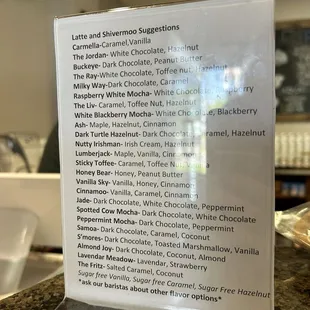 Latte and Shivermoo Suggestions
Carmella-Caramel,Vanilla
The Jordan- White Chocolate, Hazelnut
Buckeye- Dark Chocolate, Peanut Butter
The Ray-White Chocolate, Toffee nut, Hazelnut
Milky Way-Dark Chocolate, Caramel
Raspberry White Mocha- White Chocolate, Raspberry
The Liv- Caramel, Toffee Nut, Hazelnut
White Blackberry Mocha- White Chocolate, Blackberry
Ash- Maple, Hazelnut, Cinnamon
Dark Turtle Hazelnut- Dark Chocolate, Caramel, Hazelnut
Nutty Irishman- Irish Cream, Hazelnut
Lumberjack- Maple, Vanilla, Cinnamon
Sticky Toffee- Caramel, Toffee Nut,
Honey Bear- Honey, Peanut Butter
Vanilla Sky- Vanilla, Honey, Cinnamon
Cinnamoo- Vanilla, Caramel, Cinnamon
Jade- Dark Chocolate, White Chocolate, Peppermint
Spotted Cow Mocha- Dark Chocolate, White Chocolate
Peppermint Mocha- Dark Chocolate, Peppermint
Samoa- Dark Chocolate, Caramel, Coconut
S'mores- Dark Chocolate, Toasted Marshmallow, Vanilla
Almond Joy- Dark Chocolate, Coconut, Almond
Lavendar Meadow- Lavendar, Strawberry
The Fritz- Salted Caramel, Coconut
Sugar free Vanilla, Sugar free Caramel, Sugar Free Hazelnut
*ask our baristas about other flavor options*